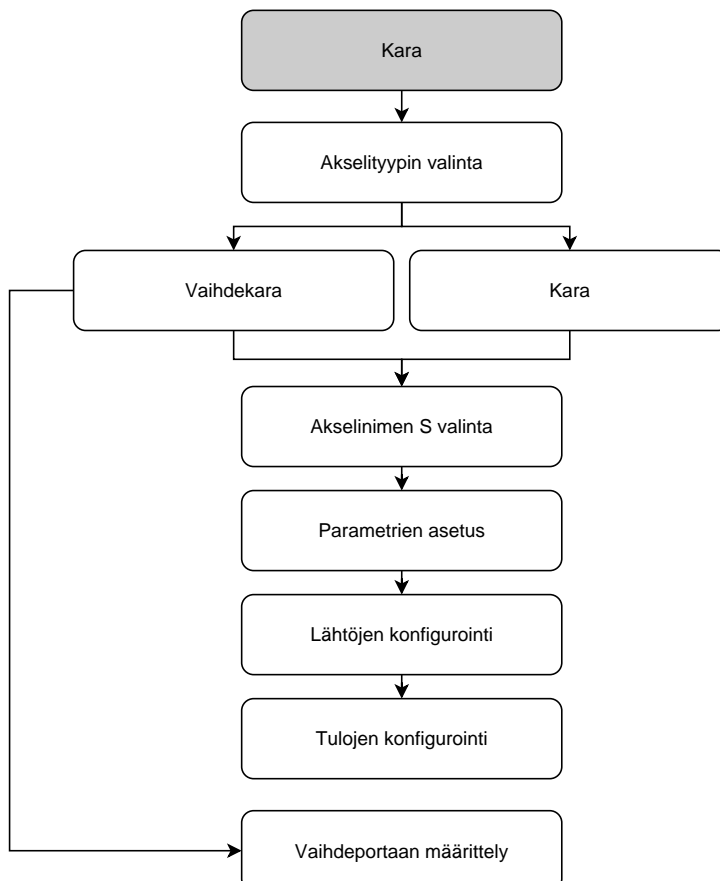 Kara
Akselityypin valinta
Vaihdekara
Kara
Akselinimen S valinta
Parametrien asetus
Lähtöjen konfigurointi
Tulojen konfigurointi
Vaihdeportaan määrittely